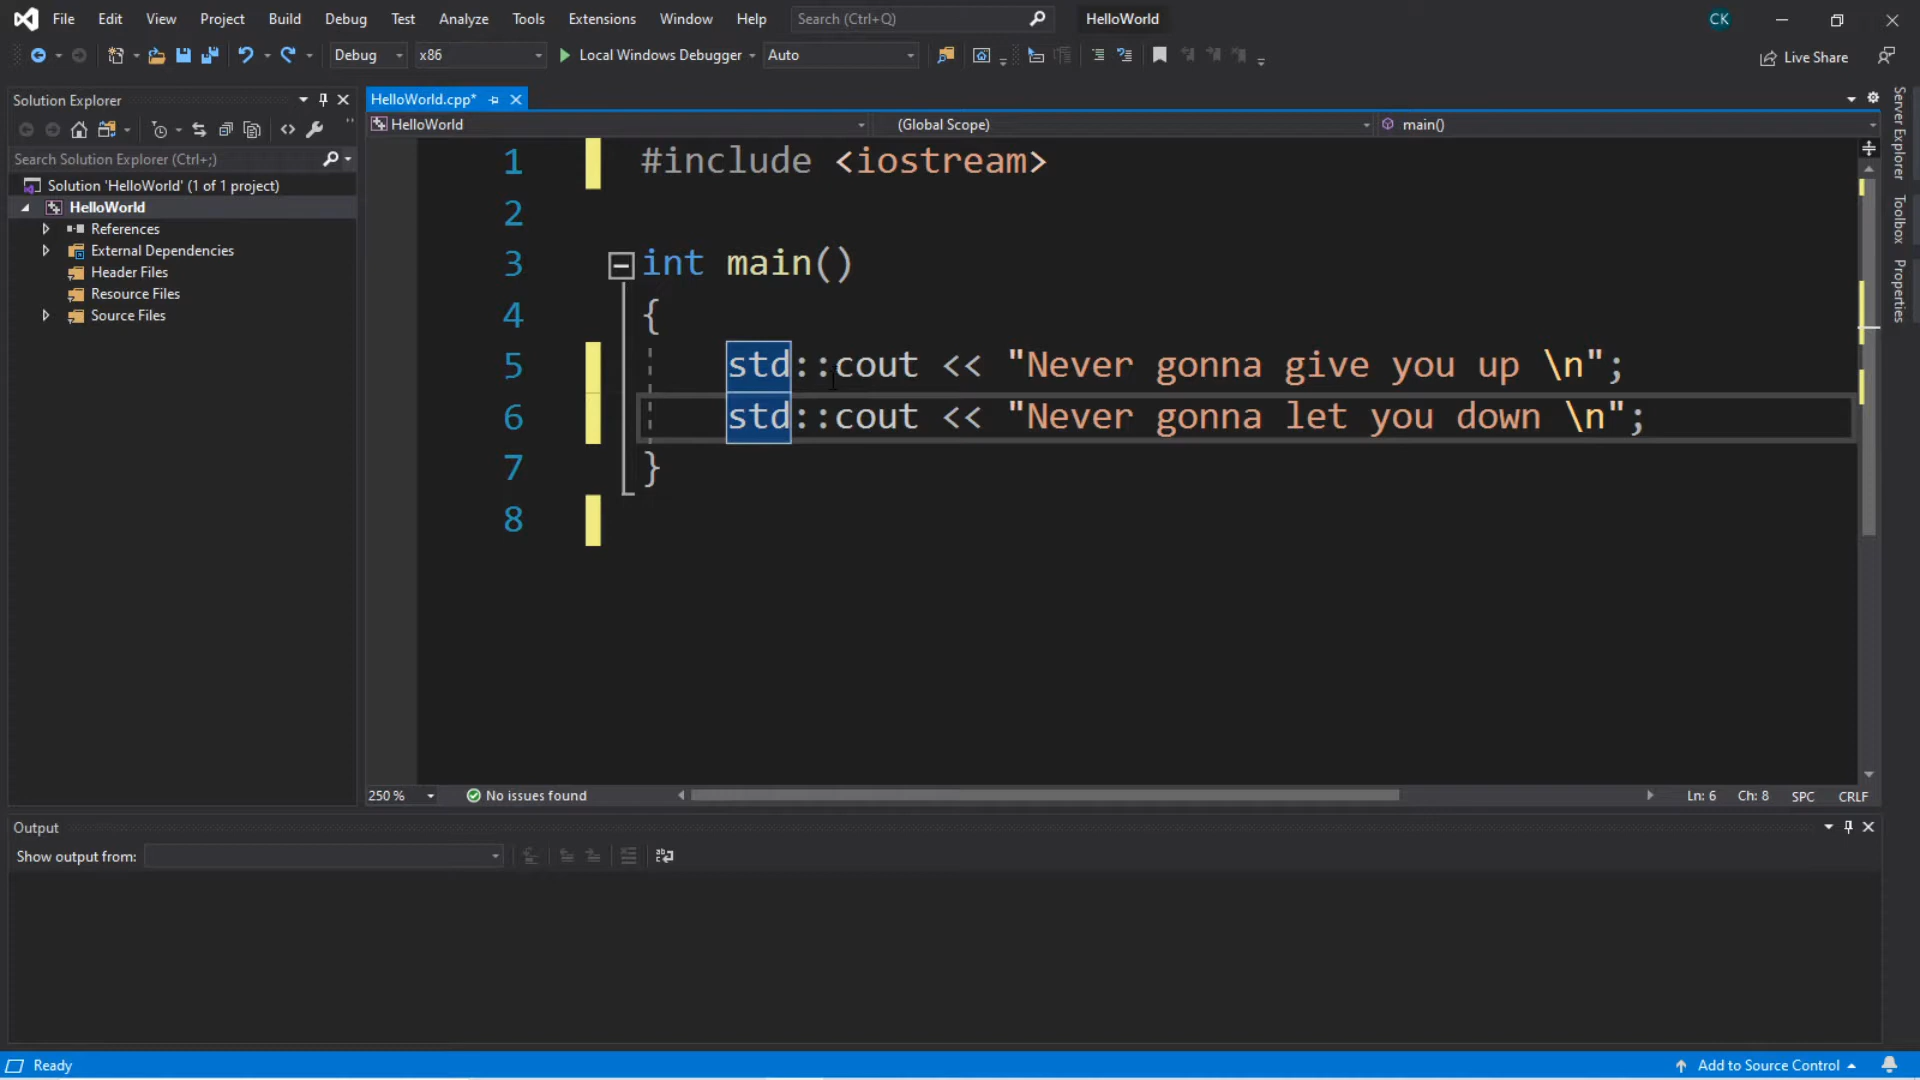 File Edit View Project Build Debug Test Analyze Tools Extensions Window Help Search (Ctrl+Q) HelloWorld CK
Debug x86 Local Windows Debugger Auto Live Share
Solution Explorer
Search Solution Explorer (Ctrl+;)
Solution 'HelloWorld' (1 of 1 project)
HelloWorld
References
External Dependencies
Header Files
Resource Files
Source Files
HelloWorld.cpp*
HelloWorld (Global Scope) main()
1 #include <iostream>
2
3 int main()
4 {
5 std::cout << "Never gonna give you up \n";
6 std::cout << "Never gonna let you down \n";
7 }
8
250 % No issues found Ln: 6 Ch: 8 SPC CRLF
Server Explorer
Toolbox
Properties
Output
Show output from:
Ready Add to Source Control